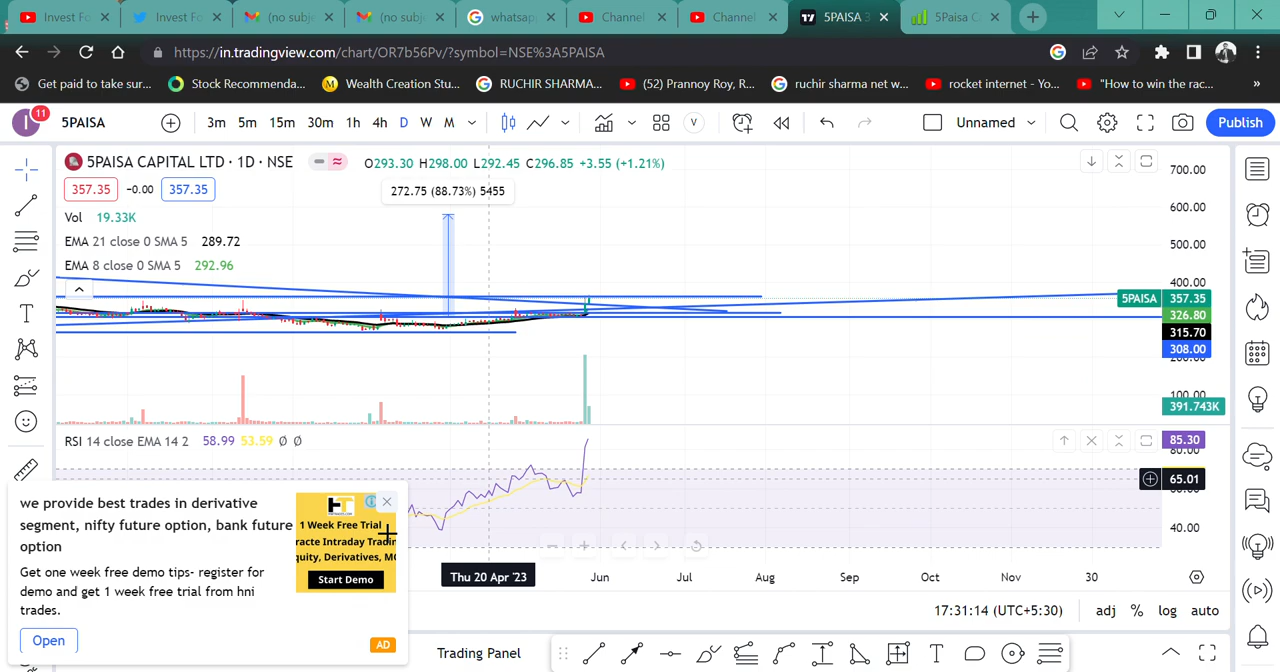 Invest Fo
Invest Fo
(no subj
(no subj
whatsap
Channel
Channel
5PAISA 3
5Paisa C
https://in.tradingview.com/chart/OR7b56Pv/?symbol=NSE%3A5PAISA
Get paid to take sur...
Stock Recommenda...
Wealth Creation Stu...
RUCHIR SHARMA...
(52) Prannoy Roy, R...
ruchir sharma net w...
rocket internet - Yo...
"How to win the rac...
»
I 11 5PAISA 3m 5m 15m 30m 1h 4h D W M V Unnamed Publish
5PAISA CAPITAL LTD · 1D · NSE O293.30 H298.00 L292.45 C296.85 +3.55 (+1.21%)
357.35 -0.00 357.35
272.75 (88.73%) 5455
Vol 19.33K
EMA 21 close 0 SMA 5 289.72
EMA 8 close 0 SMA 5 292.96
700.00
600.00
500.00
400.00
5PAISA 357.35
326.80
315.70
308.00
200.00
100.00
391.743K
RSI 14 close EMA 14 2 58.99 53.59 Ø Ø
85.30
80.00
65.01
40.00
we provide best trades in derivative
segment, nifty future option, bank future
option
Get one week free demo tips- register for
demo and get 1 week free trial from hni
trades.
Open
HT
1 Week Free Trial
racte Intraday Tradin
quity, Derivatives, MC
Start Demo
AD
Thu 20 Apr '23 Jun Jul Aug Sep Oct Nov 30
17:31:14 (UTC+5:30) adj % log auto
Trading Panel